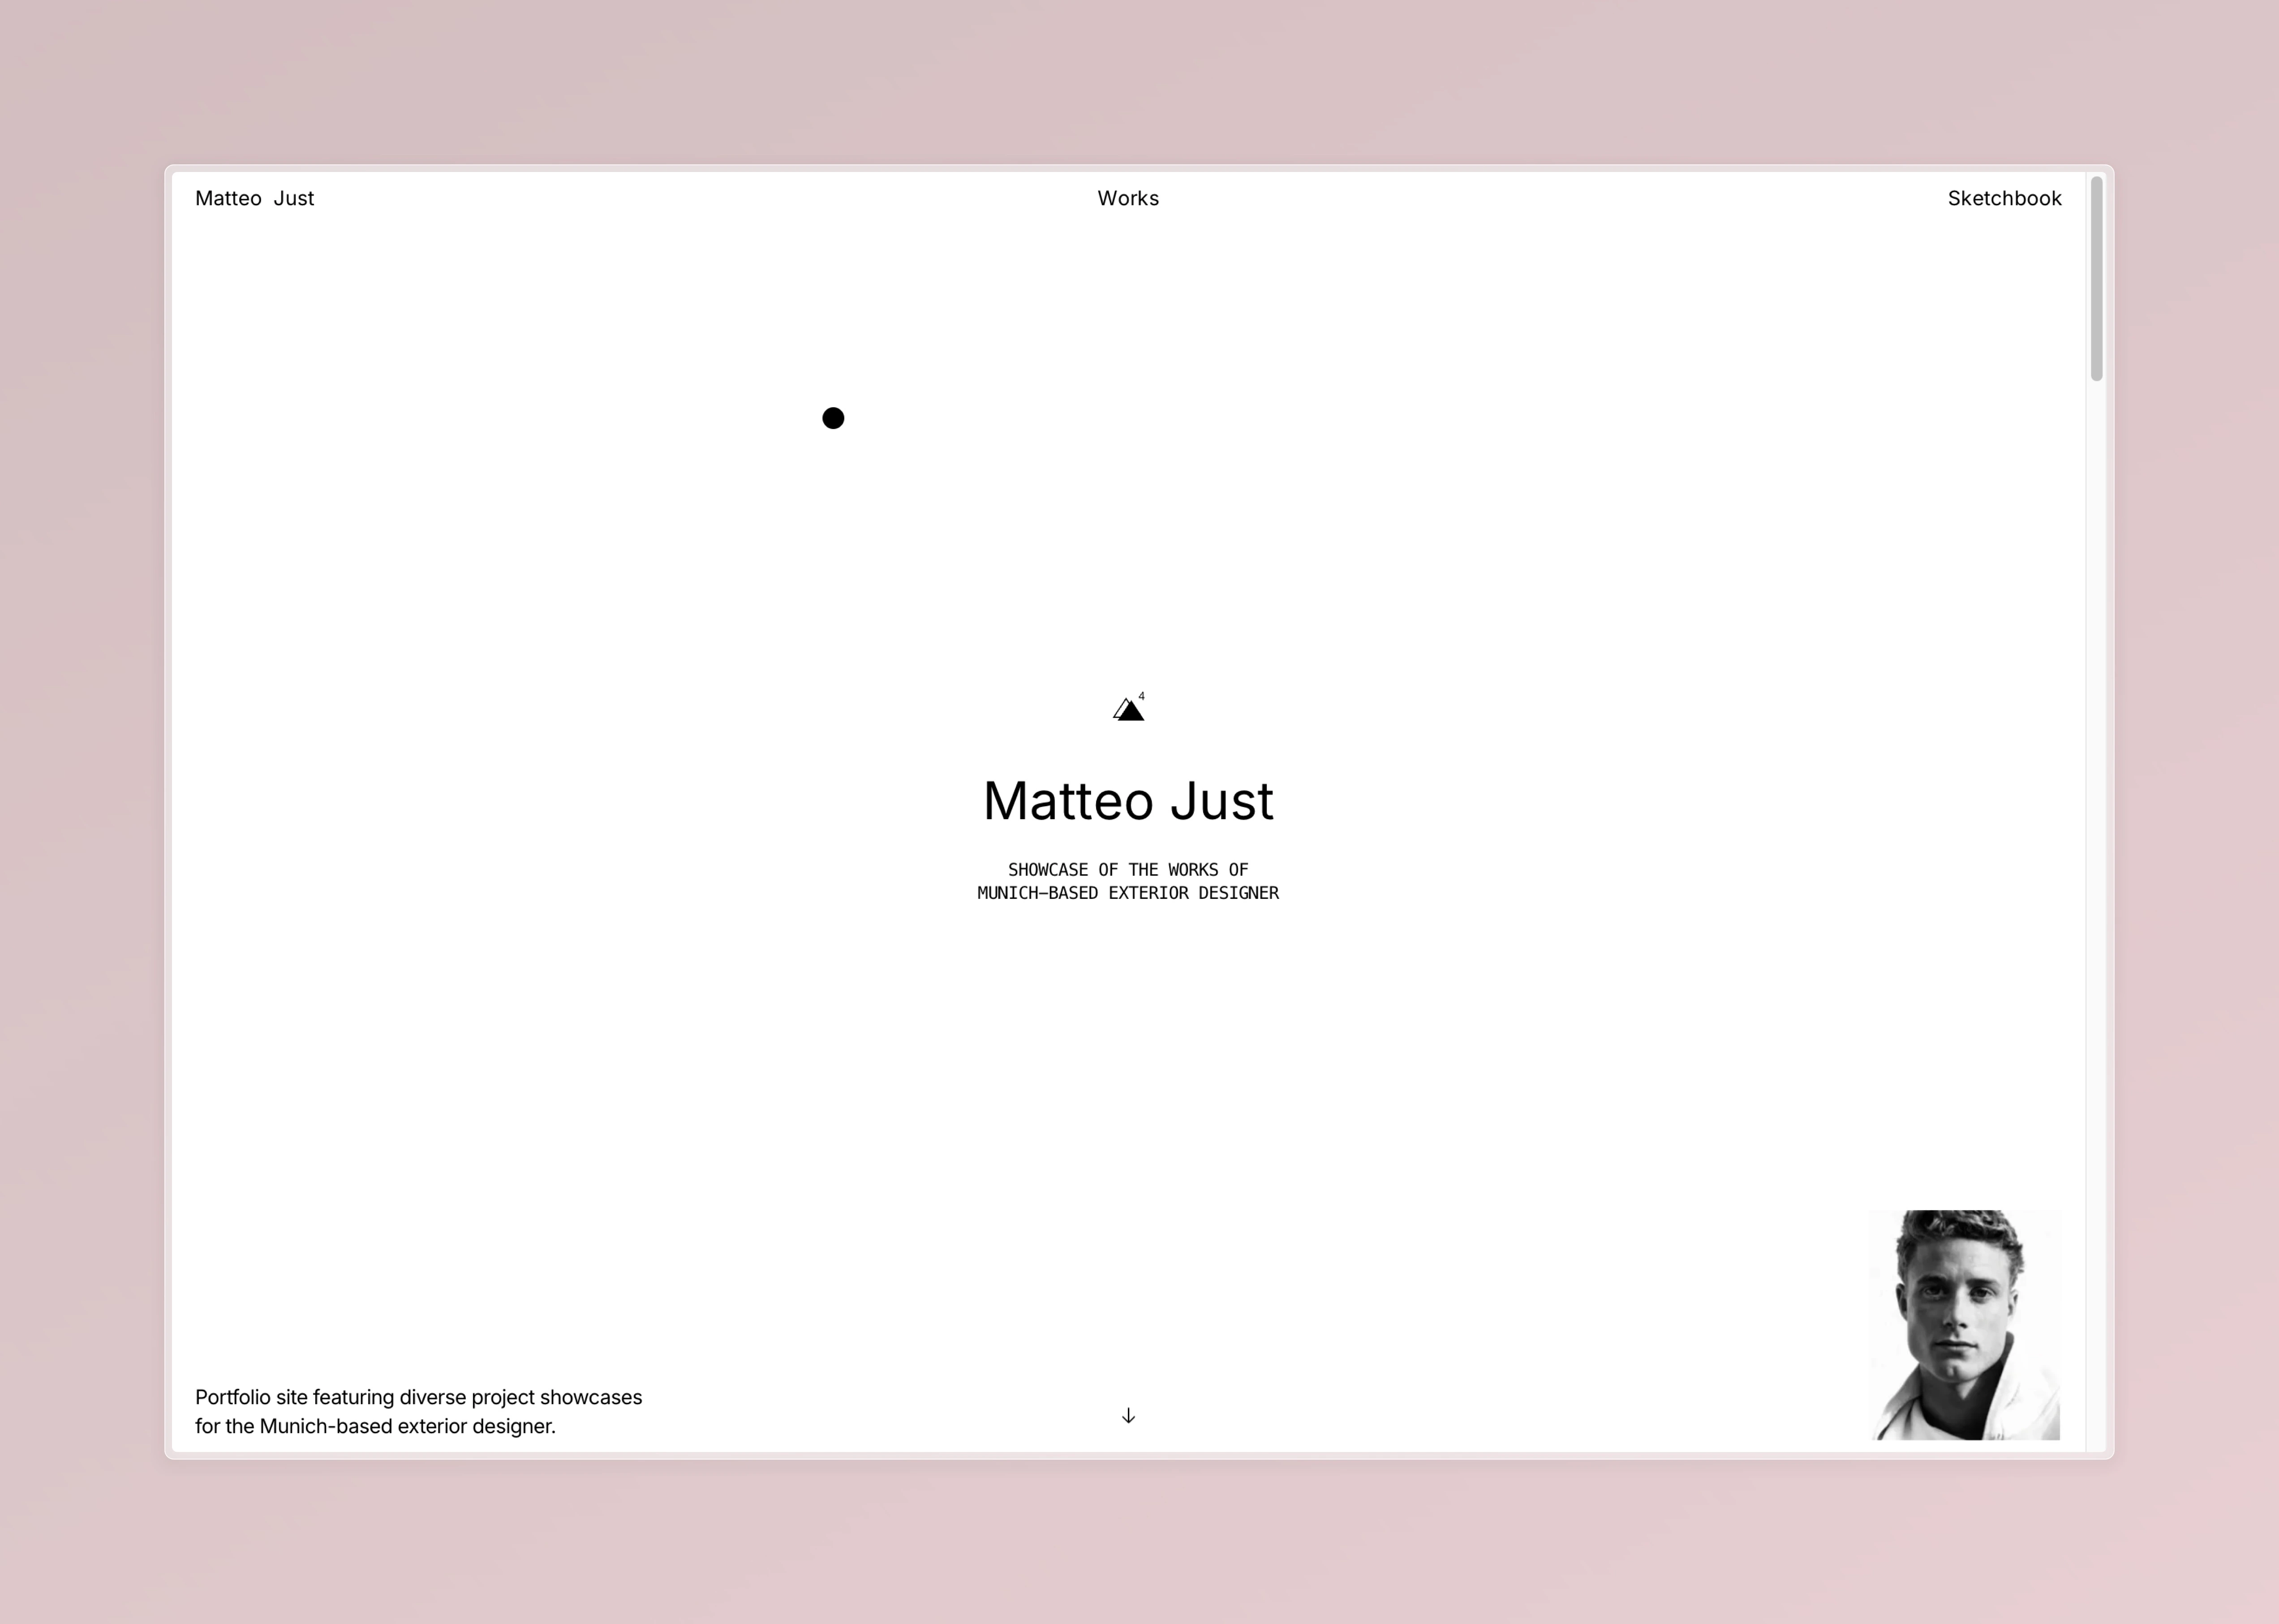 Matteo Just
Works
Sketchbook
4
Matteo Just
SHOWCASE OF THE WORKS OF
MUNICH–BASED EXTERIOR DESIGNER
Portfolio site featuring diverse project showcases
for the Munich-based exterior designer.